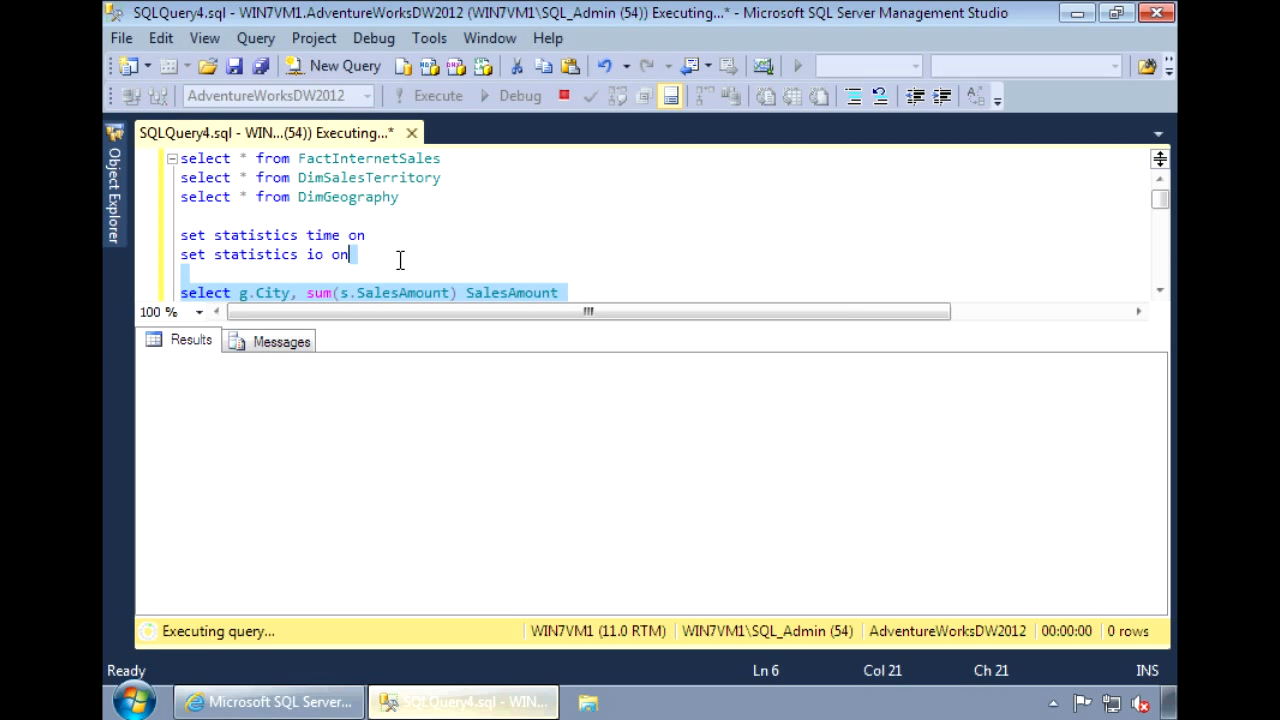 SQLQuery4.sql - WIN7VM1.AdventureWorksDW2012 (WIN7VM1\SQL_Admin (54)) Executing...* - Microsoft SQL Server Management Studio
File Edit View Query Project Debug Tools Window Help
New Query
AdventureWorksDW2012 Execute Debug
SQLQuery4.sql - WIN...(54)) Executing...*
Object Explorer
select * from FactInternetSales
select * from DimSalesTerritory
select * from DimGeography
set statistics time on
set statistics io on
select g.City, sum(s.SalesAmount) SalesAmount
100 %
Results Messages
Executing query... WIN7VM1 (11.0 RTM) WIN7VM1\SQL_Admin (54) AdventureWorksDW2012 00:00:00 0 rows
Ready Ln 6 Col 21 Ch 21 INS
Microsoft SQL Server... SQLQuery4.sql - WIN...